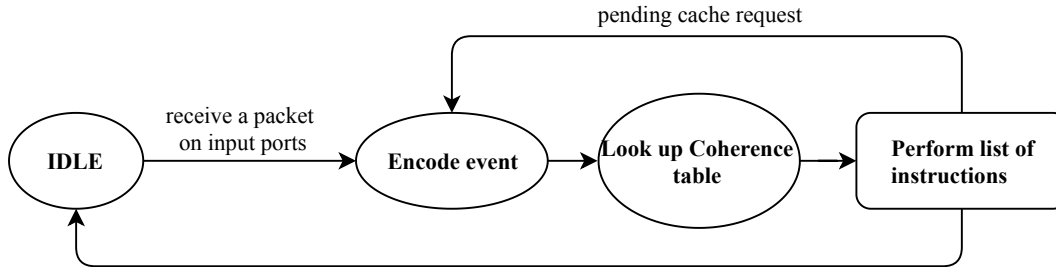 pending cache request
receive a packet
on input ports
IDLE
Encode event
Look up Coherence
table
Perform list of
instructions